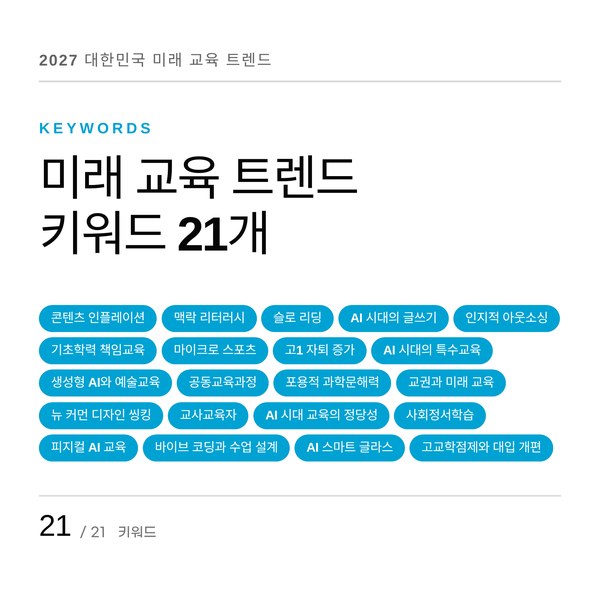 2027 대한민국 미래 교육 트렌드
KEYWORDS
미래 교육 트렌드
키워드 21개
콘텐츠 인플레이션 맥락 리터러시 슬로 리딩 AI 시대의 글쓰기 인지적 아웃소싱
기초학력 책임교육 마이크로 스포츠 고1 자퇴 증가 AI 시대의 특수교육
생성형 AI와 예술교육 공동교육과정 포용적 과학문해력 교권과 미래 교육
뉴 커먼 디자인 씽킹 교사교육자 AI 시대 교육의 정당성 사회정서학습
피지컬 AI 교육 바이브 코딩과 수업 설계 AI 스마트 글라스 고교학점제와 대입 개편
21 / 21 키워드